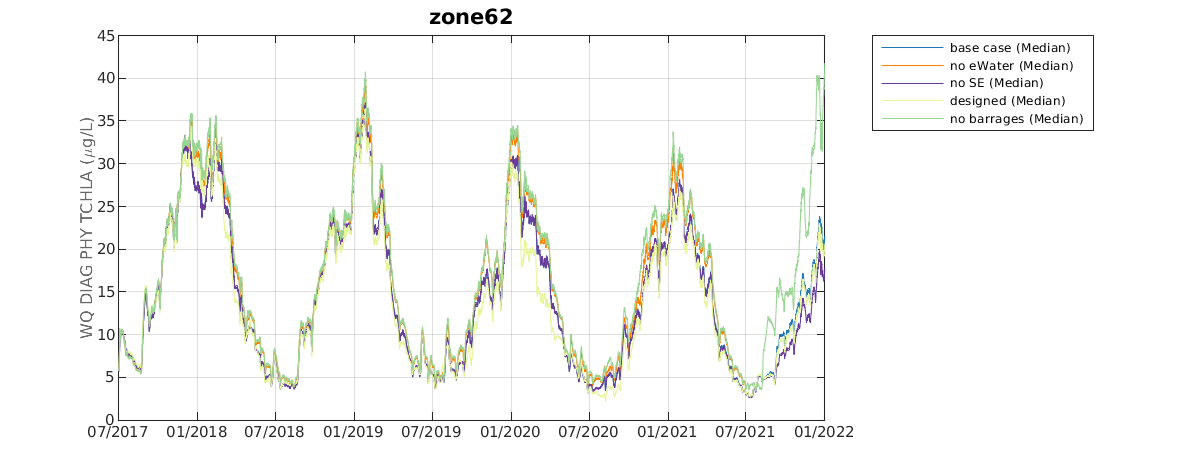 zone62
WQ DIAG PHY TCHLA (μg/L)
45
40
35
30
25
20
15
10
5
0
07/2017 01/2018 07/2018 01/2019 07/2019 01/2020 07/2020 01/2021 07/2021 01/2022
base case (Median)
no eWater (Median)
no SE (Median)
designed (Median)
no barrages (Median)